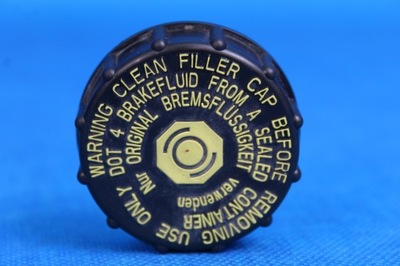 WARNING CLEAN FILLER CAP BEFORE REMOVING USE ONLY
DOT 4 BRAKEFLUID FROM A SEALED CONTAINER
Nur ORIGINAL BREMSFLÜSSIGKEIT
verwenden